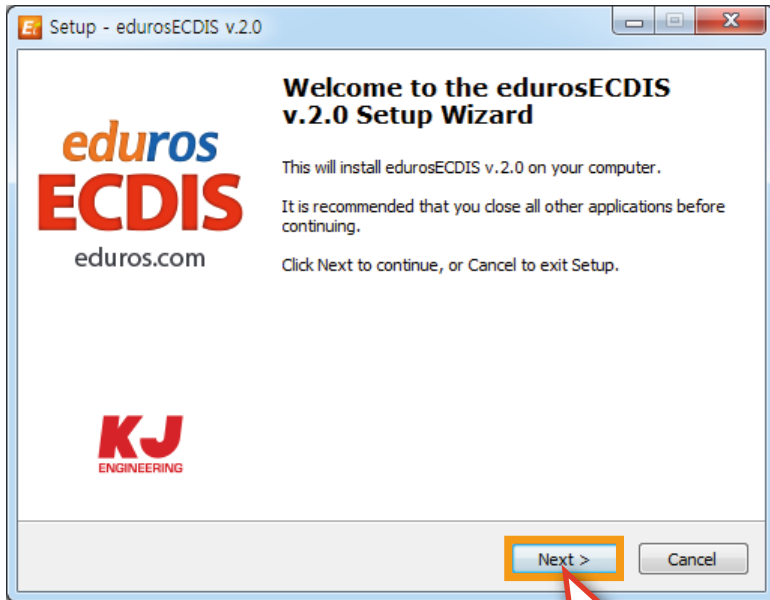 Setup - edurosECDIS v.2.0
Welcome to the edurosECDIS
v.2.0 Setup Wizard
This will install edurosECDIS v.2.0 on your computer.
It is recommended that you close all other applications before
continuing.
Click Next to continue, or Cancel to exit Setup.
eduros
ECDIS
eduros.com
KJ
ENGINEERING
Next >
Cancel